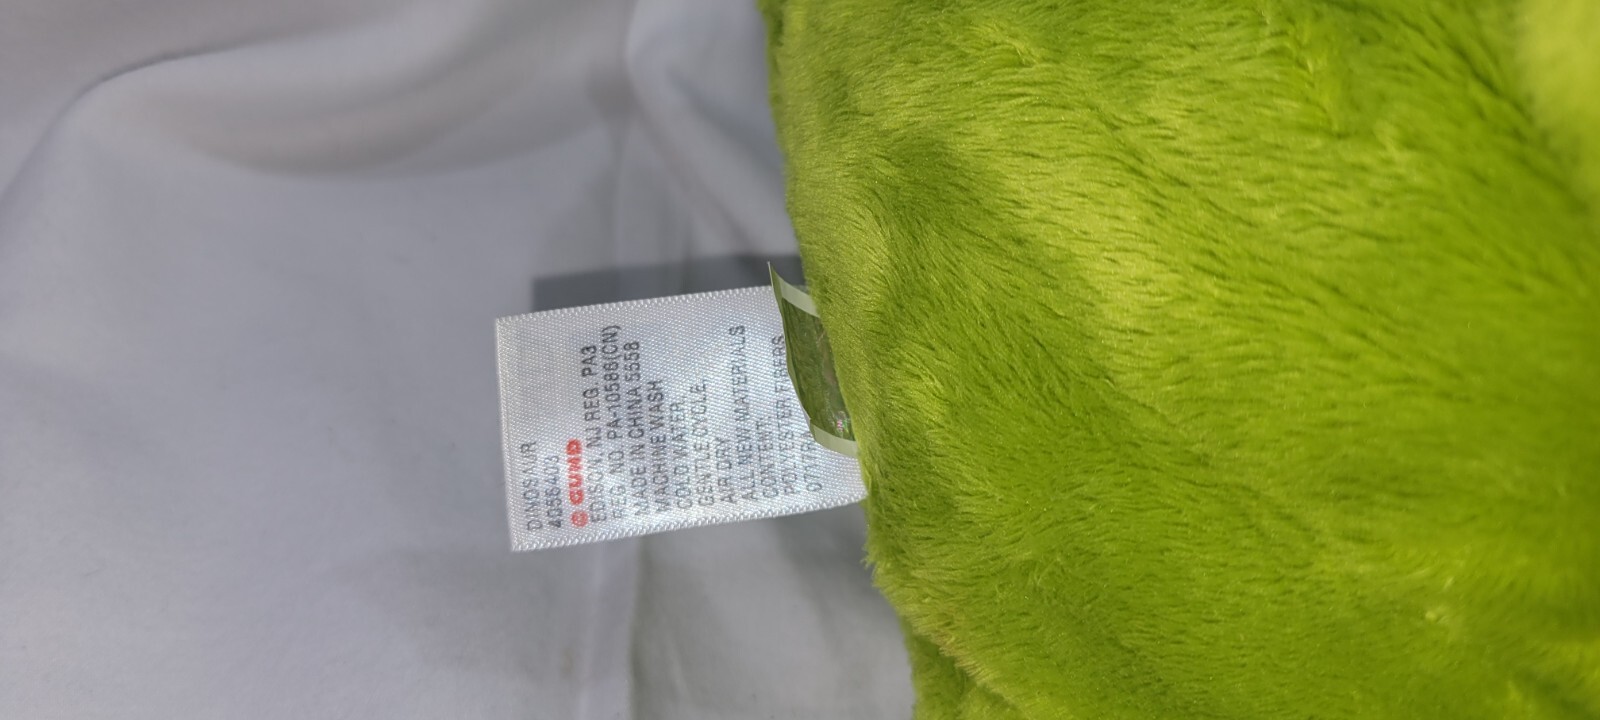 DINOSAUR
4056403
© GUND
EDISON, NJ REG. PA3
REG NO. PA-10586(CN)
MADE IN CHINA 5558
MACHINE WASH
COLD WATER,
GENTLE CYCLE,
AIR DRY
ALL NEW MATERIALS
CONTENT:
POLYESTER FIBERS